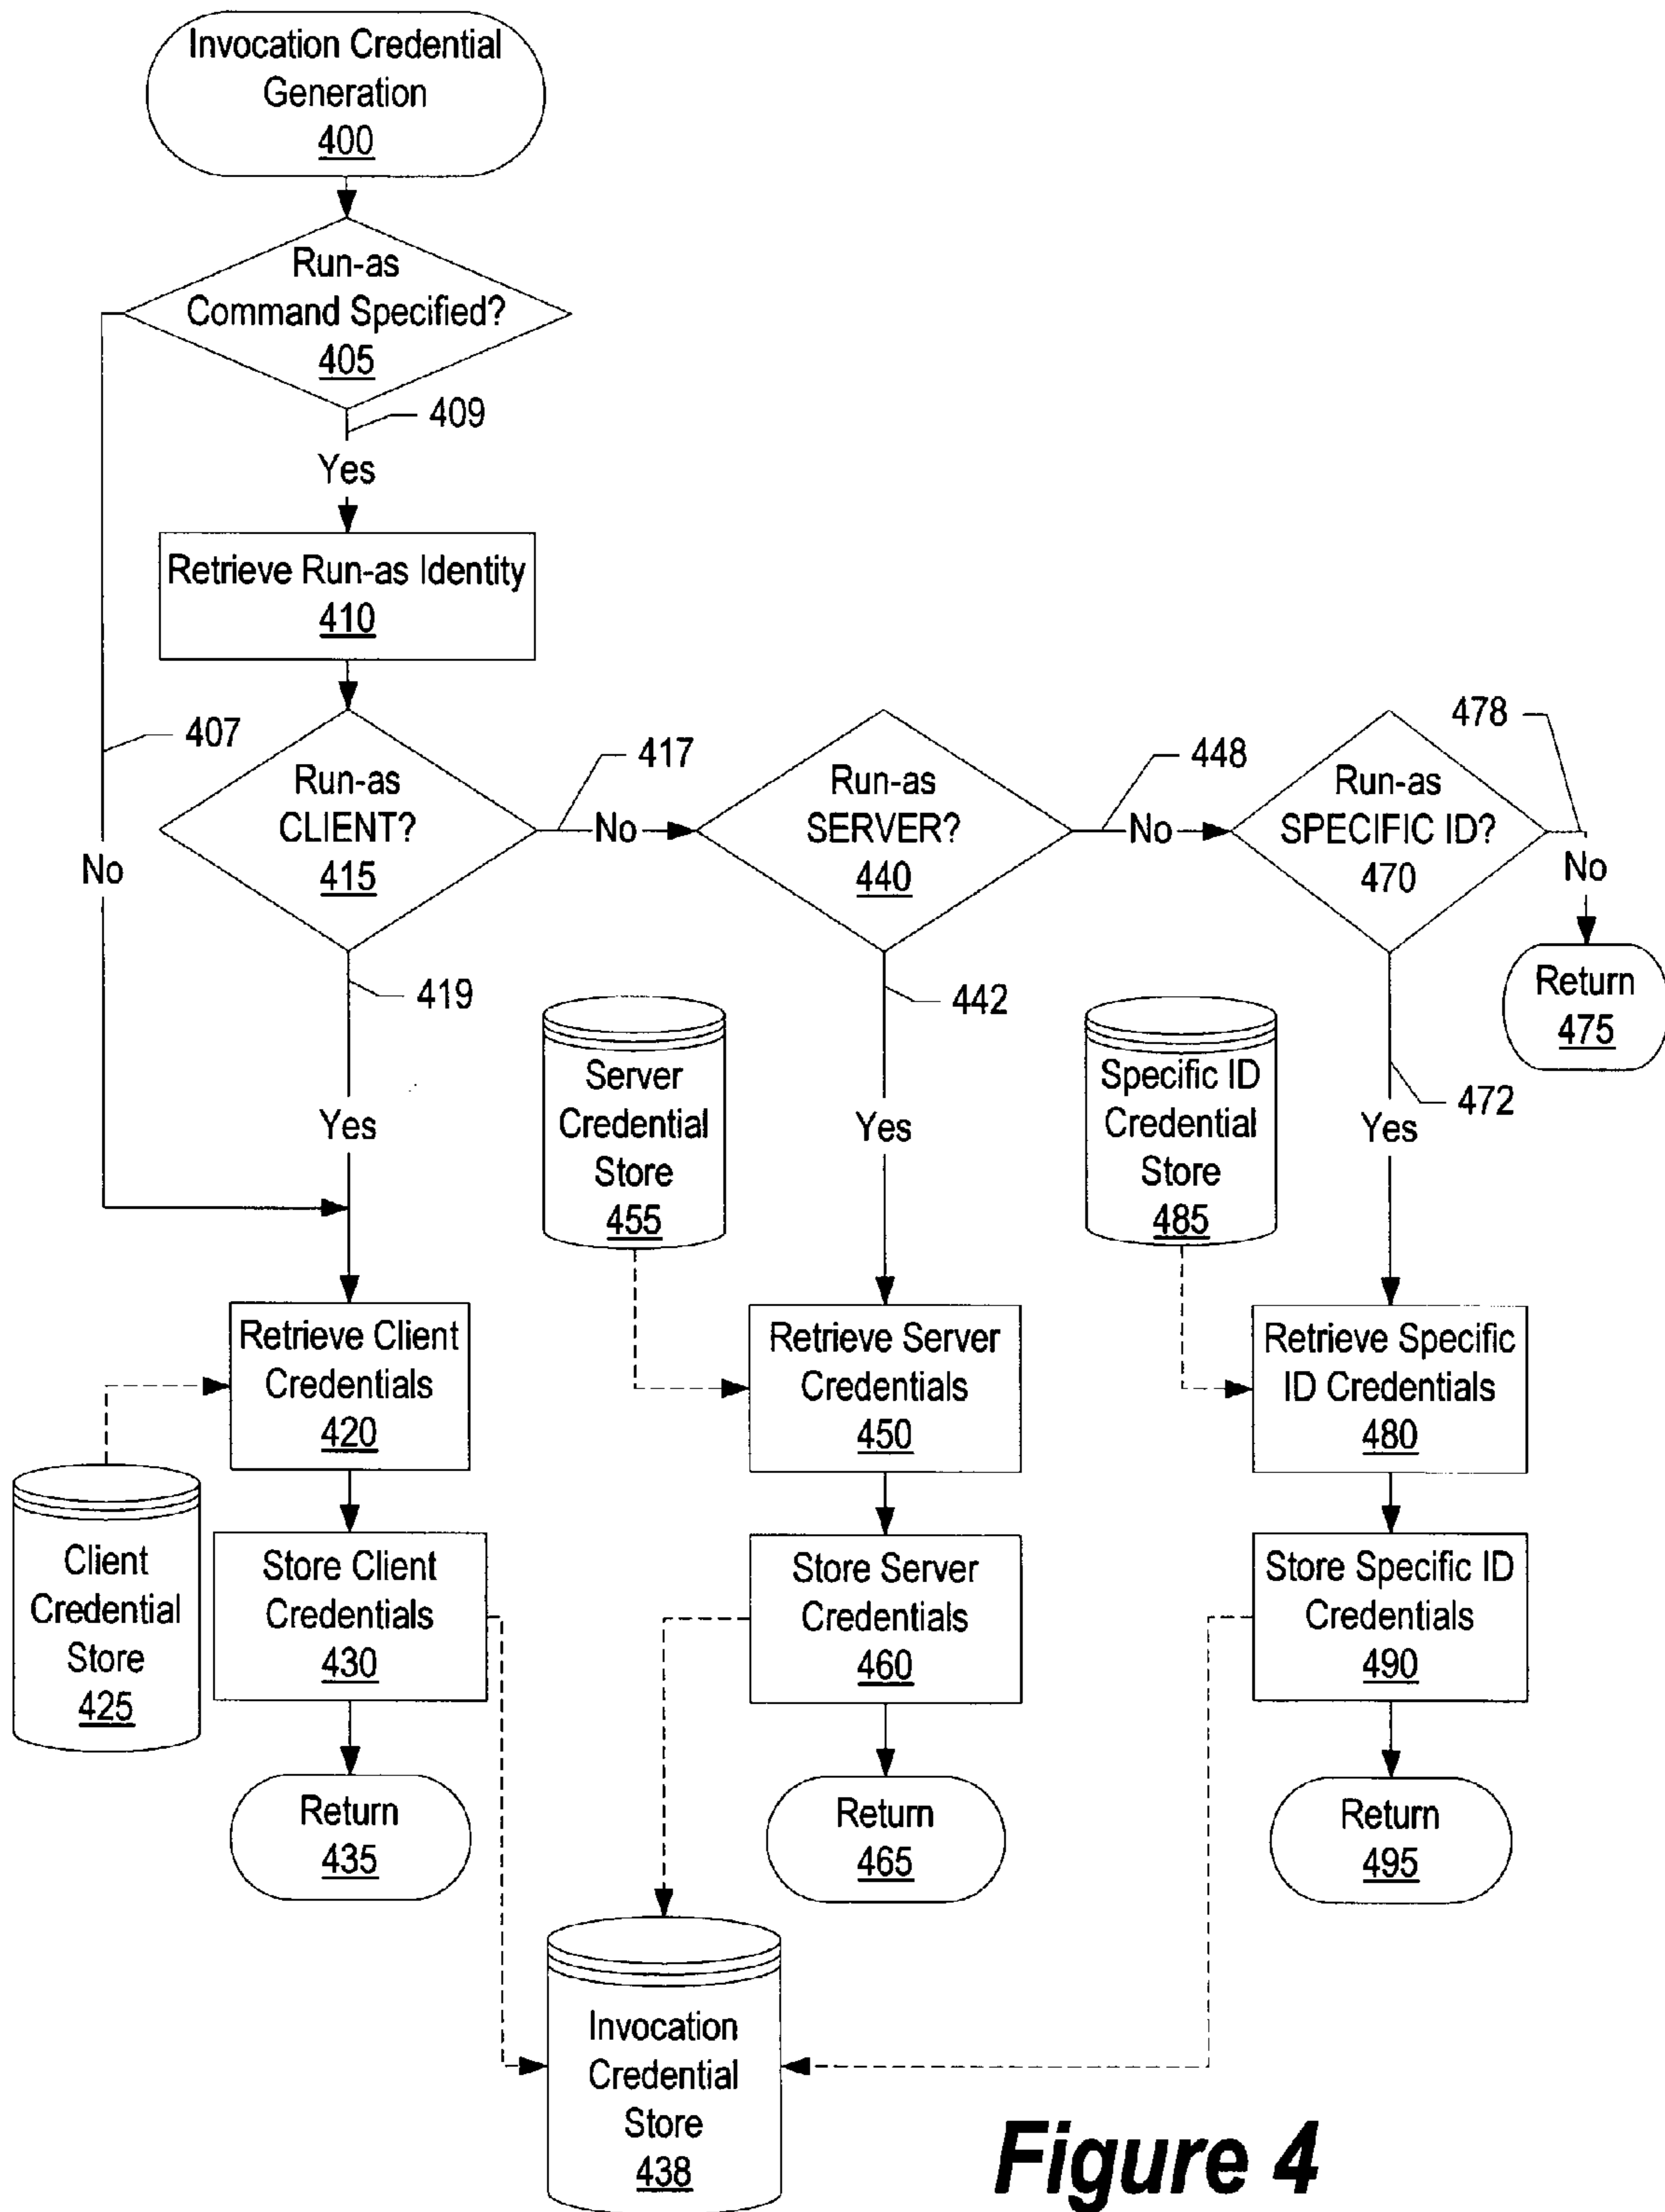 Invocation Credential
Generation
400
Run-as
Command Specified?
405
409
Yes
Retrieve Run-as Identity
410
407
No
Run-as
CLIENT?
415
417
No
Run-as
SERVER?
440
448
No
Run-as
SPECIFIC ID?
470
478
No
Return
475
419
Yes
Server
Credential
Store
455
442
Yes
Specific ID
Credential
Store
485
472
Yes
Retrieve Client
Credentials
420
Retrieve Server
Credentials
450
Retrieve Specific
ID Credentials
480
Client
Credential
Store
425
Store Client
Credentials
430
Store Server
Credentials
460
Store Specific ID
Credentials
490
Return
435
Return
465
Return
495
Invocation
Credential
Store
438
Figure 4